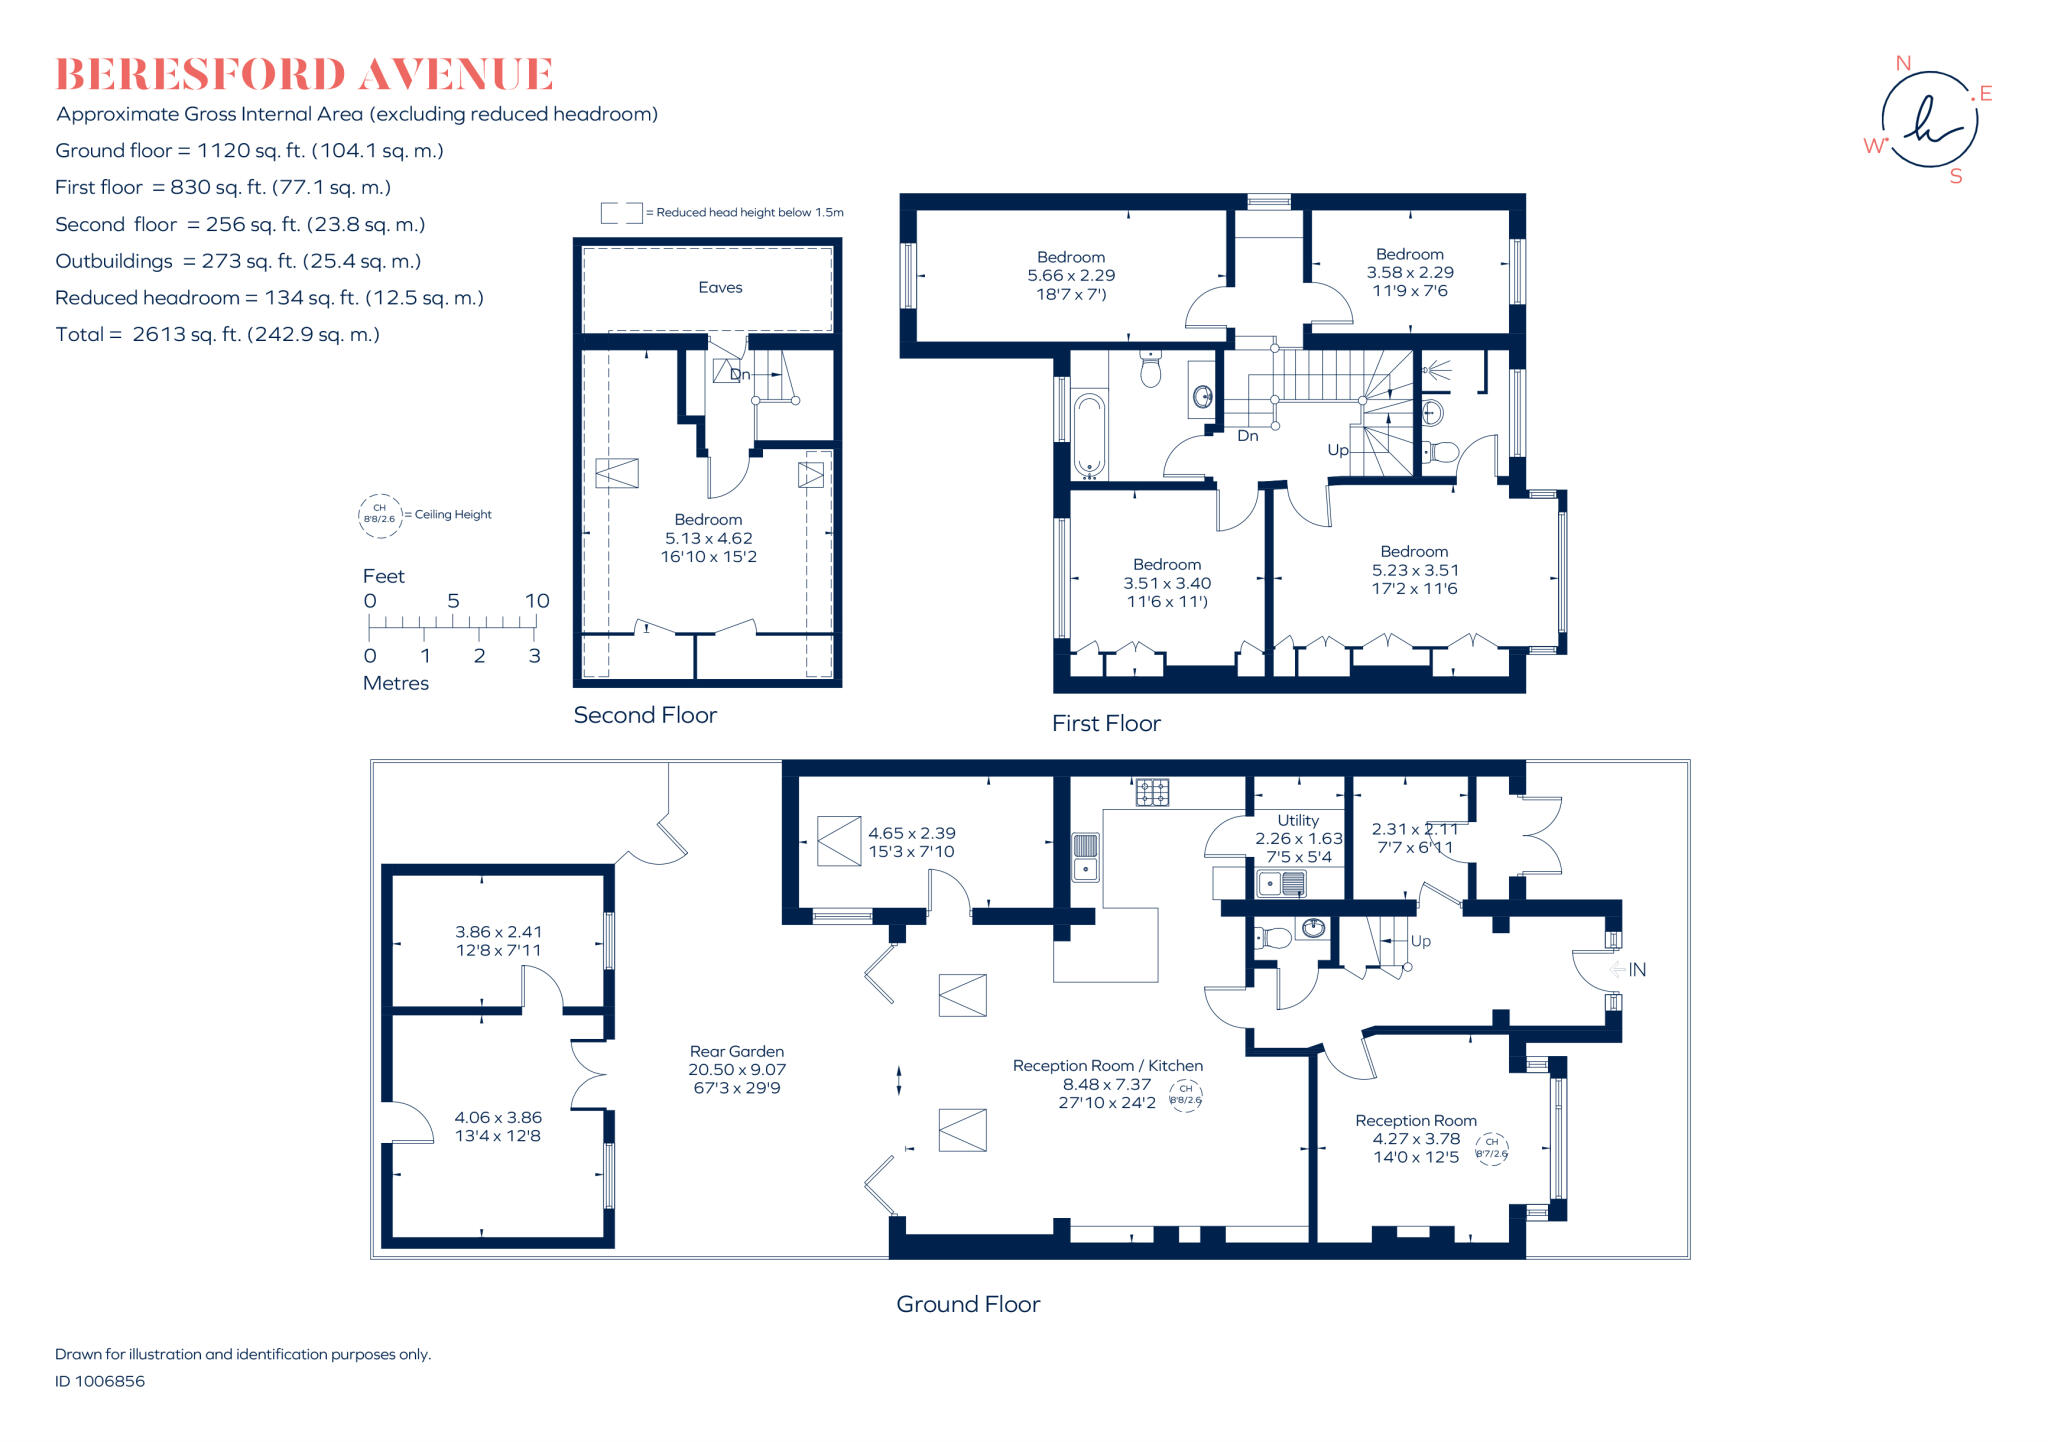 BERESFORD AVENUE
Approximate Gross Internal Area (excluding reduced headroom)
Ground floor = 1120 sq. ft. (104.1 sq. m.)
First floor = 830 sq. ft. (77.1 sq. m.)
Second floor = 256 sq. ft. (23.8 sq. m.)
Outbuildings = 273 sq. ft. (25.4 sq. m.)
Reduced headroom = 134 sq. ft. (12.5 sq. m.)
Total = 2613 sq. ft. (242.9 sq. m.)
N
E
W
S
h
= Reduced head height below 1.5m
CH
8'8/2.6
= Ceiling Height
Feet
0 5 10
0 1 2 3
Metres
Eaves
Dn
Bedroom
5.13 x 4.62
16'10 x 15'2
Second Floor
Bedroom
5.66 x 2.29
18'7 x 7')
Bedroom
3.58 x 2.29
11'9 x 7'6
Dn
Up
Bedroom
3.51 x 3.40
11'6 x 11')
Bedroom
5.23 x 3.51
17'2 x 11'6
First Floor
4.65 x 2.39
15'3 x 7'10
Utility
2.26 x 1.63
7'5 x 5'4
2.31 x 2.11
7'7 x 6'11
3.86 x 2.41
12'8 x 7'11
Up
IN
4.06 x 3.86
13'4 x 12'8
Rear Garden
20.50 x 9.07
67'3 x 29'9
Reception Room / Kitchen
8.48 x 7.37
27'10 x 24'2
CH
8'8/2.6
Reception Room
4.27 x 3.78
14'0 x 12'5
CH
8'7/2.6
Ground Floor
Drawn for illustration and identification purposes only.
ID 1006856